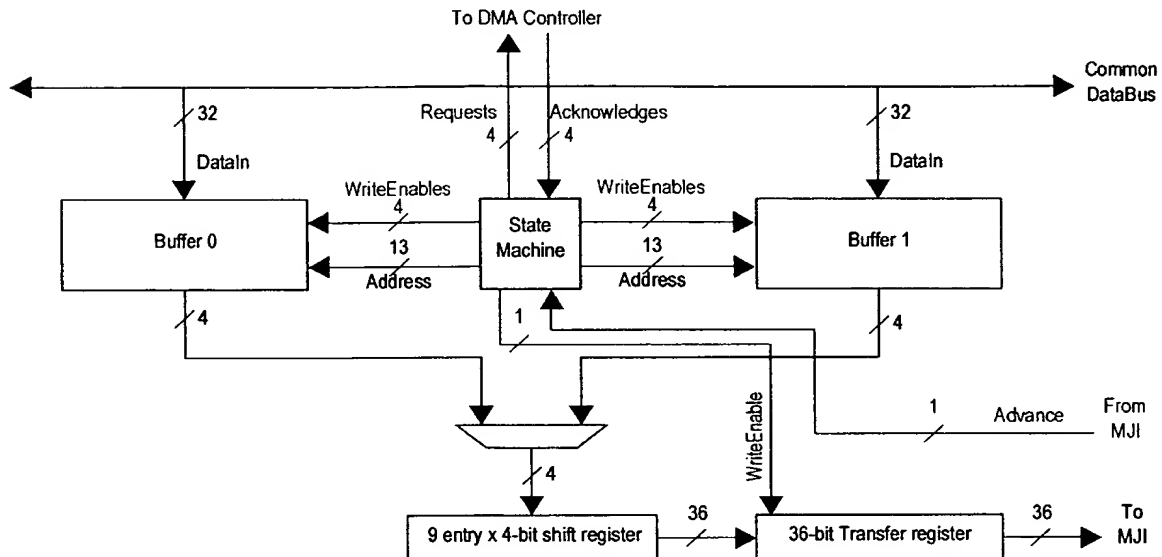 To DMA Controller
Common
DataBus
32
Requests
4
Acknowledges
4
32
DataIn
DataIn
WriteEnables
4
WriteEnables
4
Buffer 0
State
Machine
Buffer 1
13
Address
13
Address
4
1
4
WriteEnable
1
Advance
From
MJI
4
9 entry x 4-bit shift register
36
36-bit Transfer register
36
To
MJI